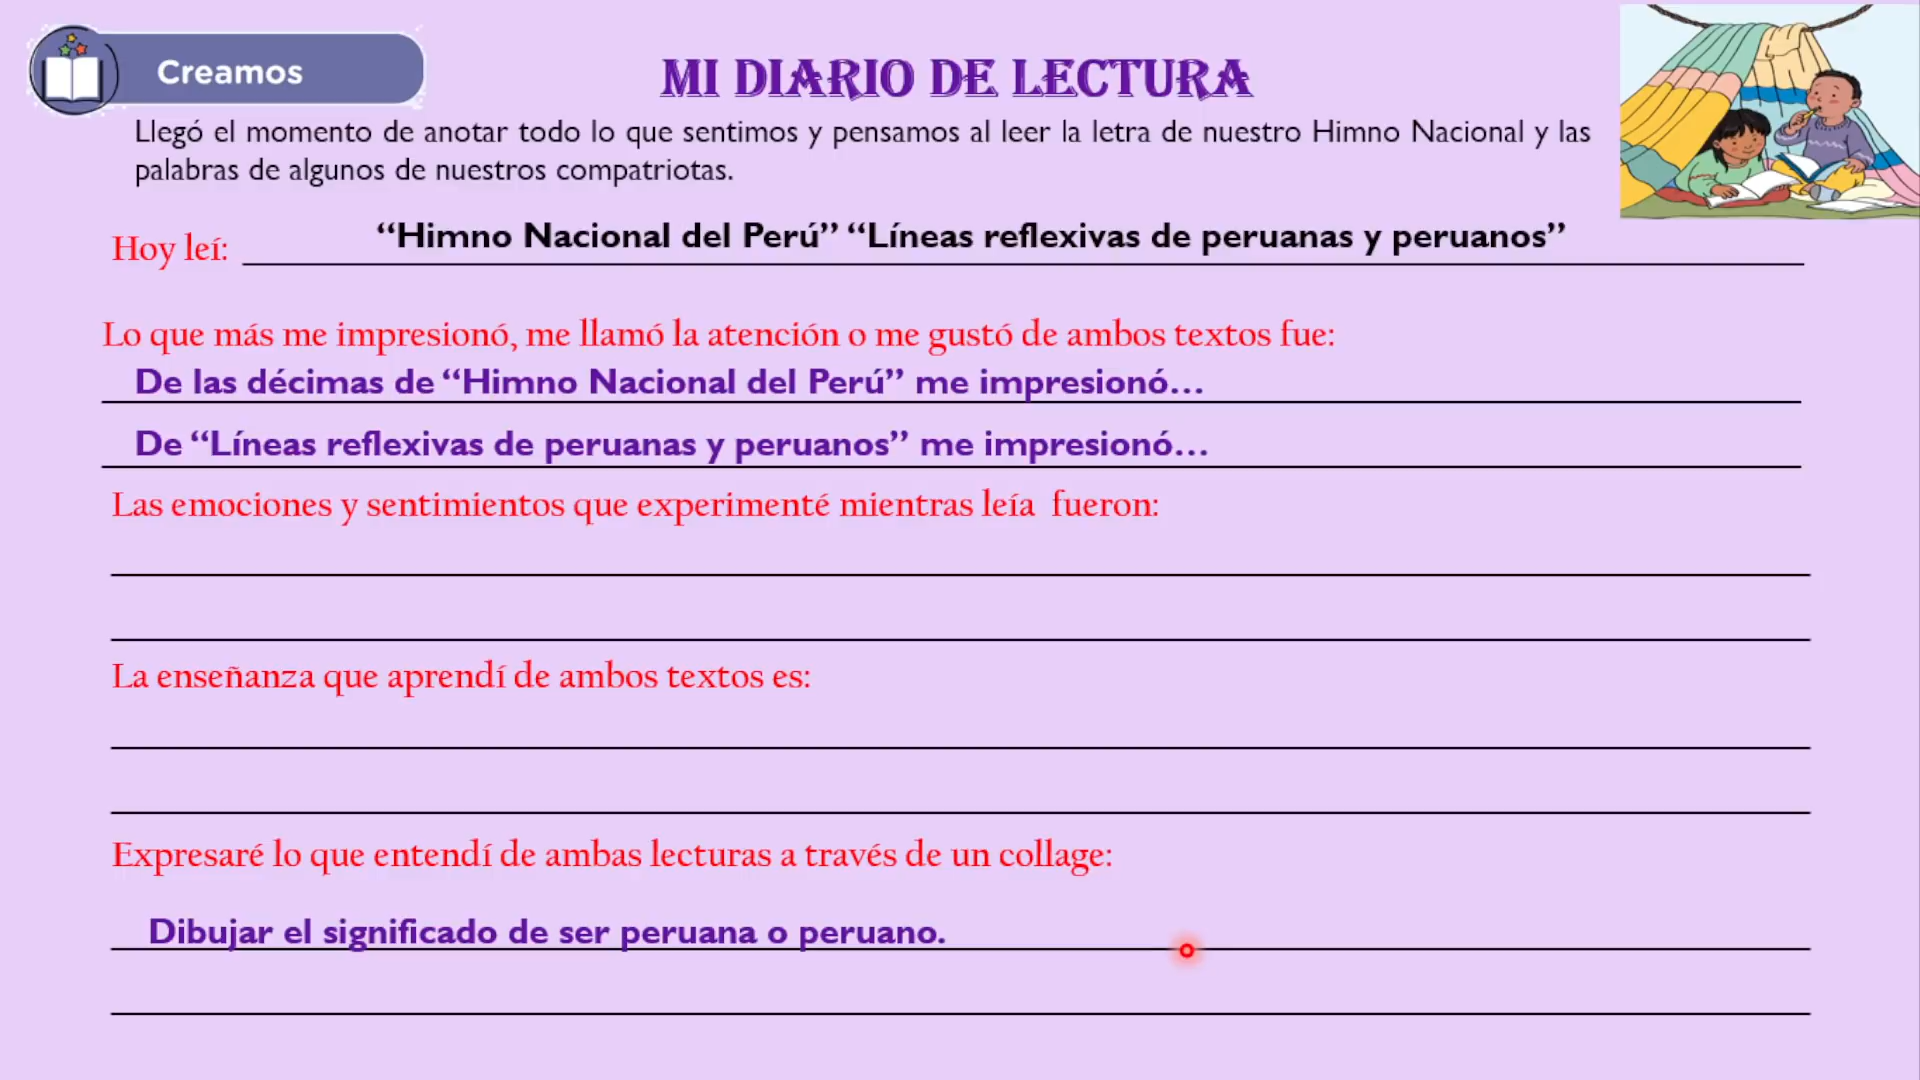 Creamos
MI DIARIO DE LECTURA
Llegó el momento de anotar todo lo que sentimos y pensamos al leer la letra de nuestro Himno Nacional y las
palabras de algunos de nuestros compatriotas.
Hoy leí: “Himno Nacional del Perú” “Líneas reflexivas de peruanas y peruanos”
Lo que más me impresionó, me llamó la atención o me gustó de ambos textos fue:
De las décimas de “Himno Nacional del Perú” me impresionó...
De “Líneas reflexivas de peruanas y peruanos” me impresionó...
Las emociones y sentimientos que experimenté mientras leía fueron:
La enseñanza que aprendí de ambos textos es:
Expresaré lo que entendí de ambas lecturas a través de un collage:
Dibujar el significado de ser peruana o peruano.